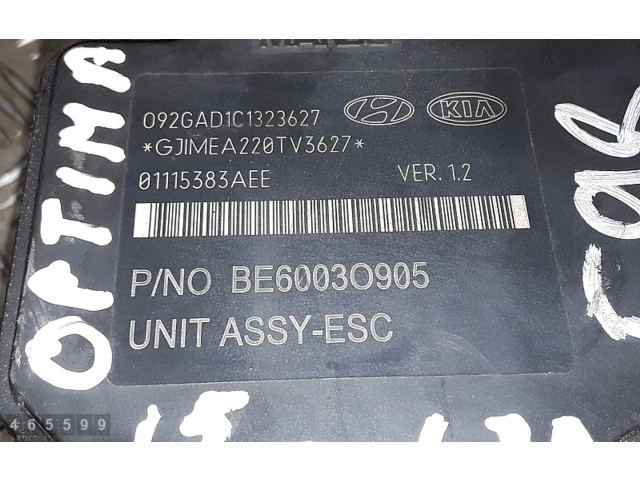 OPTIMA
092GAD1C1323627
KIA
*GJIMEA220TV3627*
01115383AEE VER. 1.2
P/NO BE6003O905
UNIT ASSY-ESC
465599